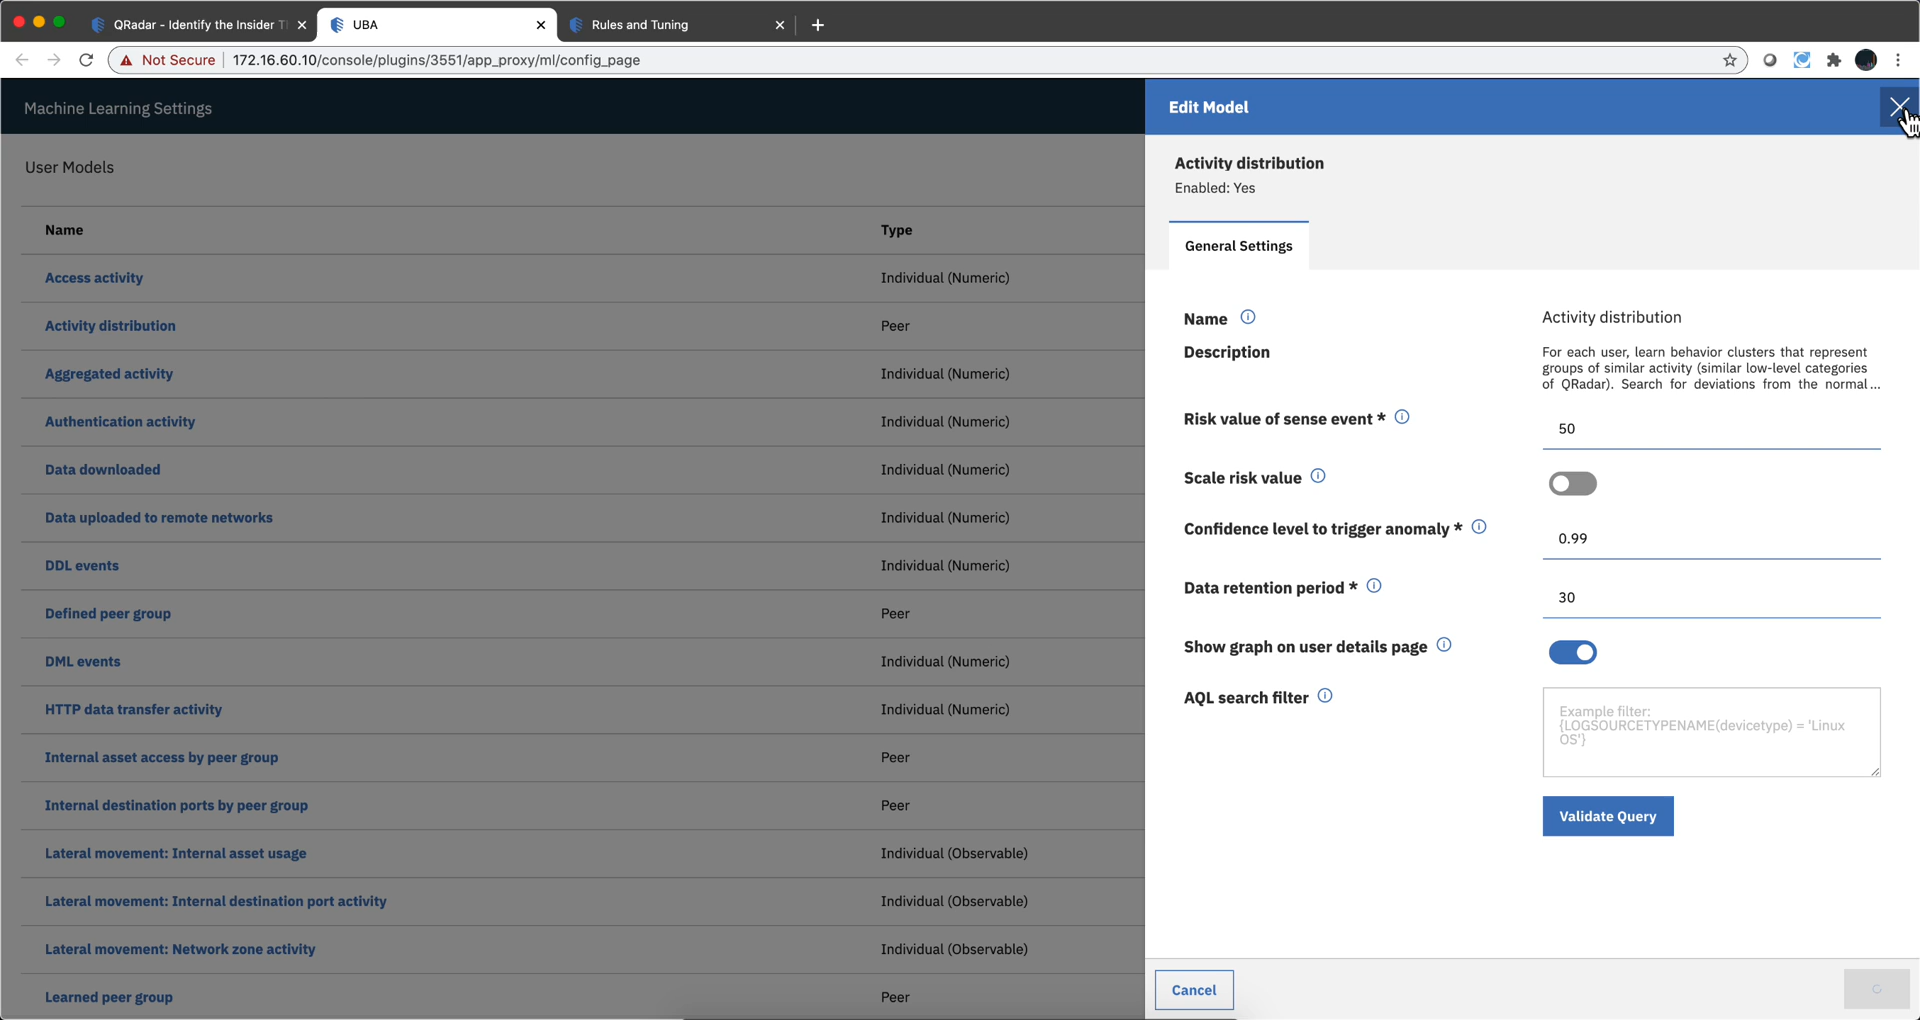 QRadar - Identify the Insider T
UBA
Rules and Tuning
Not Secure
172.16.60.10/console/plugins/3551/app_proxy/ml/config_page
Machine Learning Settings
User Models
Name Type
Access activity Individual (Numeric)
Activity distribution Peer
Aggregated activity Individual (Numeric)
Authentication activity Individual (Numeric)
Data downloaded Individual (Numeric)
Data uploaded to remote networks Individual (Numeric)
DDL events Individual (Numeric)
Defined peer group Peer
DML events Individual (Numeric)
HTTP data transfer activity Individual (Numeric)
Internal asset access by peer group Peer
Internal destination ports by peer group Peer
Lateral movement: Internal asset usage Individual (Observable)
Lateral movement: Internal destination port activity Individual (Observable)
Lateral movement: Network zone activity Individual (Observable)
Learned peer group Peer
Edit Model
Activity distribution
Enabled: Yes
General Settings
Name Activity distribution
Description
For each user, learn behavior clusters that represent
groups of similar activity (similar low-level categories
of QRadar). Search for deviations from the normal...
Risk value of sense event * 50
Scale risk value
Confidence level to trigger anomaly * 0.99
Data retention period * 30
Show graph on user details page
AQL search filter
Example filter:
{LOGSOURCETYPENAME(devicetype) = 'Linux
OS'}
Validate Query
Cancel